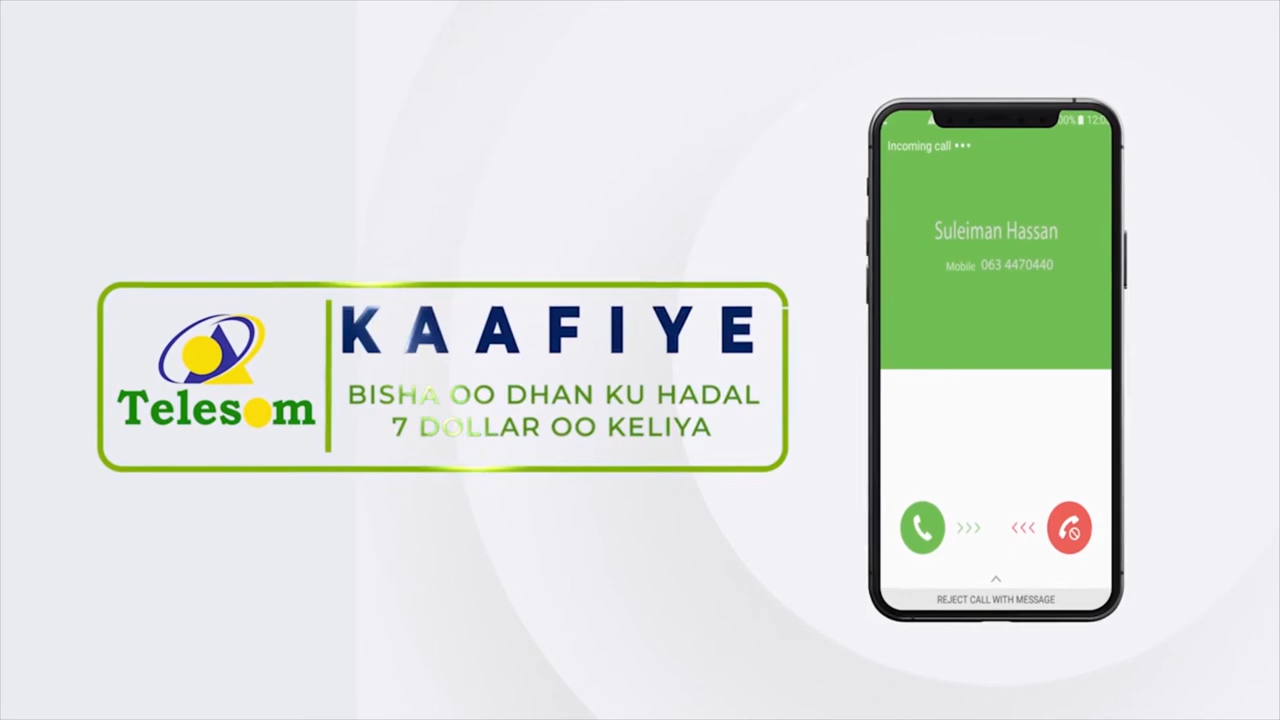 Telesom
KAAFIYE
BISHA OO DHAN KU HADAL
7 DOLLAR OO KELIYA
Incoming call •••
Suleiman Hassan
Mobile 063 4470440
REJECT CALL WITH MESSAGE